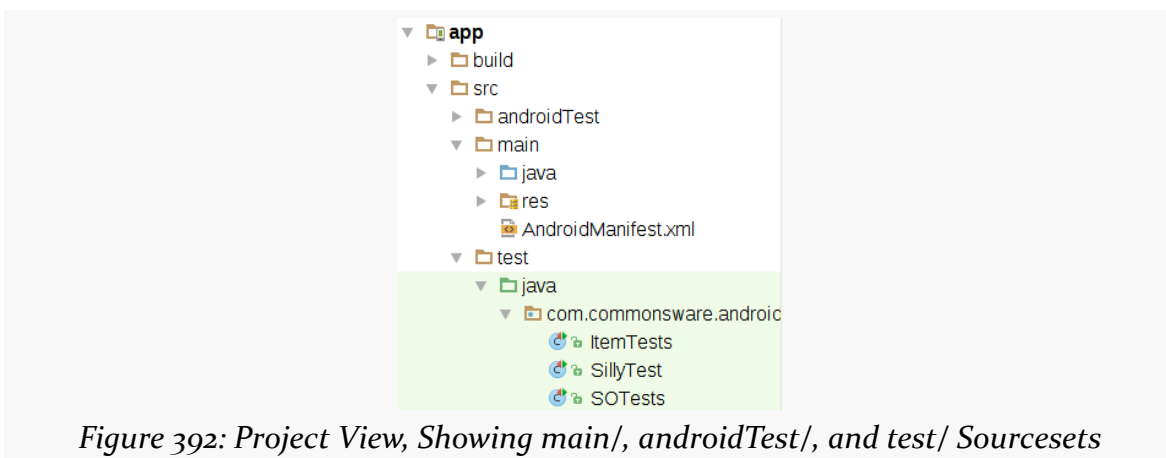 app
build
src
androidTest
main
java
res
AndroidManifest.xml
test
java
com.commonsware.androic
ItemTests
SillyTest
SOTests
Figure 392: Project View, Showing main/, androidTest/, and test/ Sourcesets